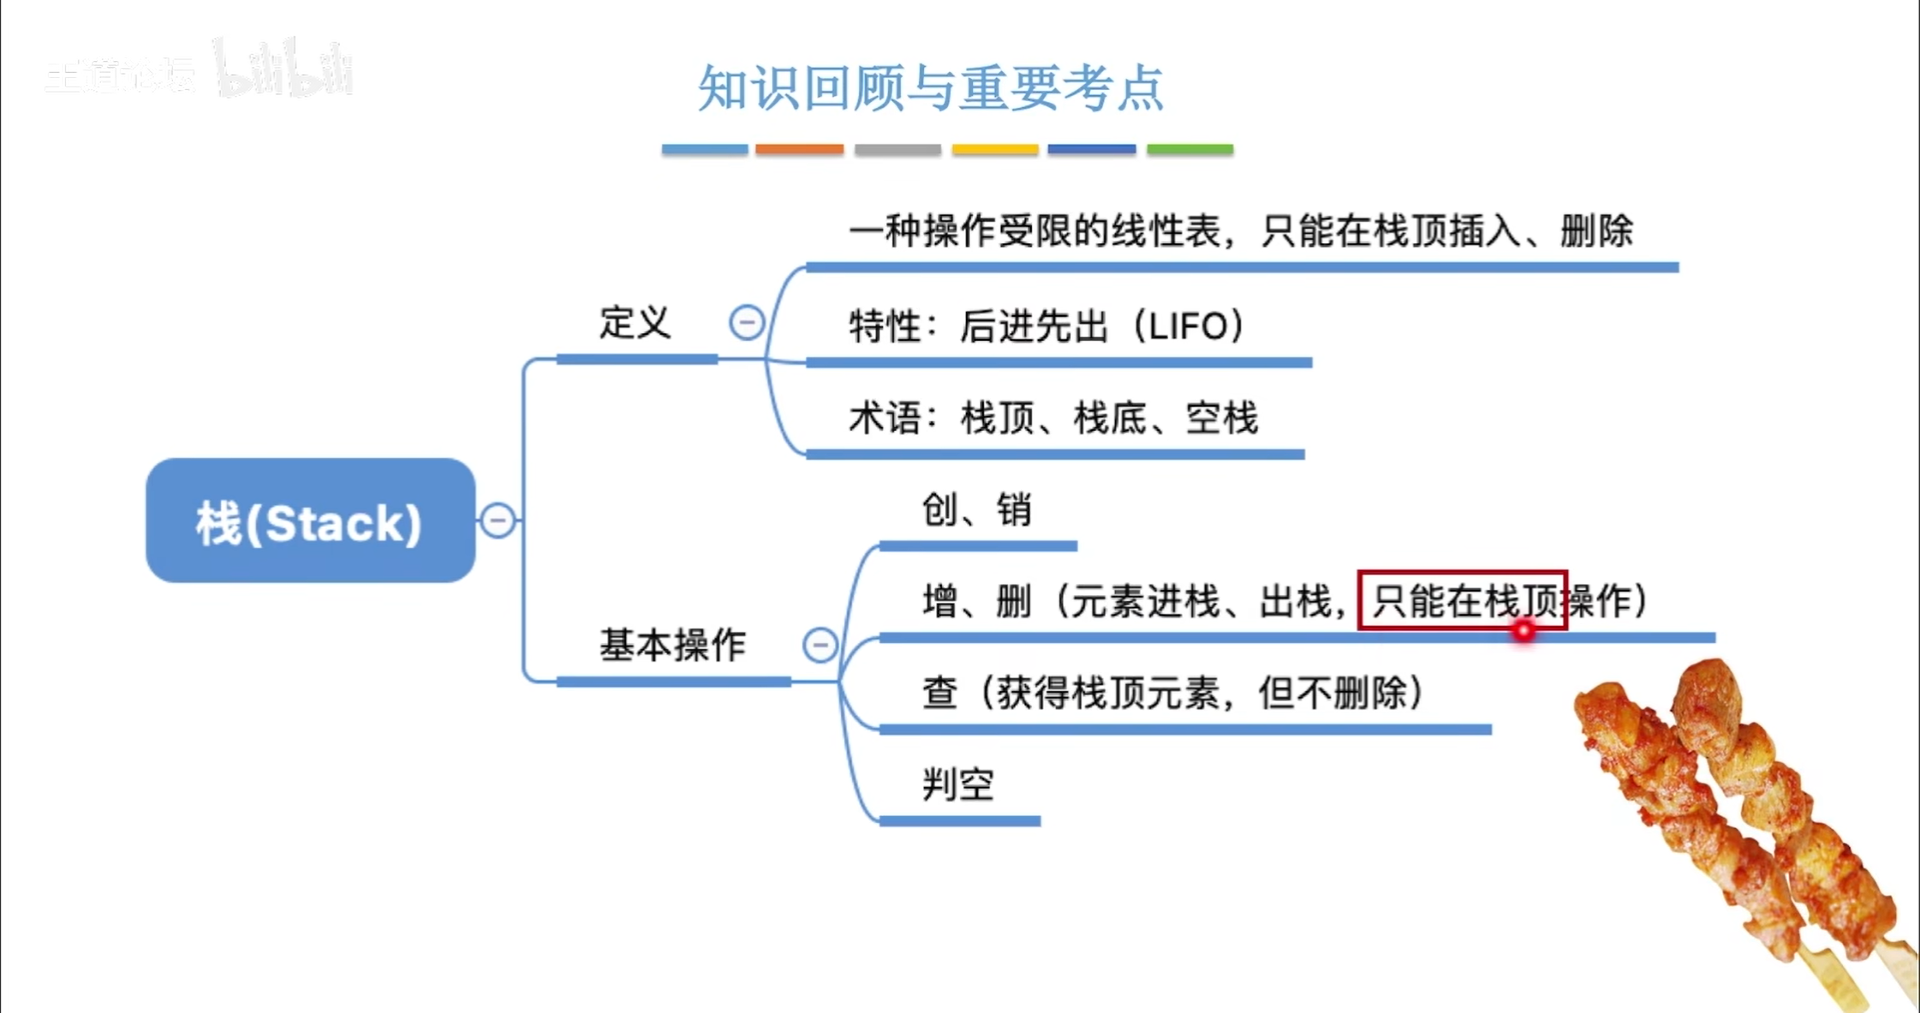 王道论坛 bilibili
知识回顾与重要考点
一种操作受限的线性表，只能在栈顶插入、删除
定义
特性：后进先出（LIFO）
术语：栈顶、栈底、空栈
栈(Stack)
创、销
增、删（元素进栈、出栈，只能在栈顶操作）
基本操作
查（获得栈顶元素，但不删除）
判空